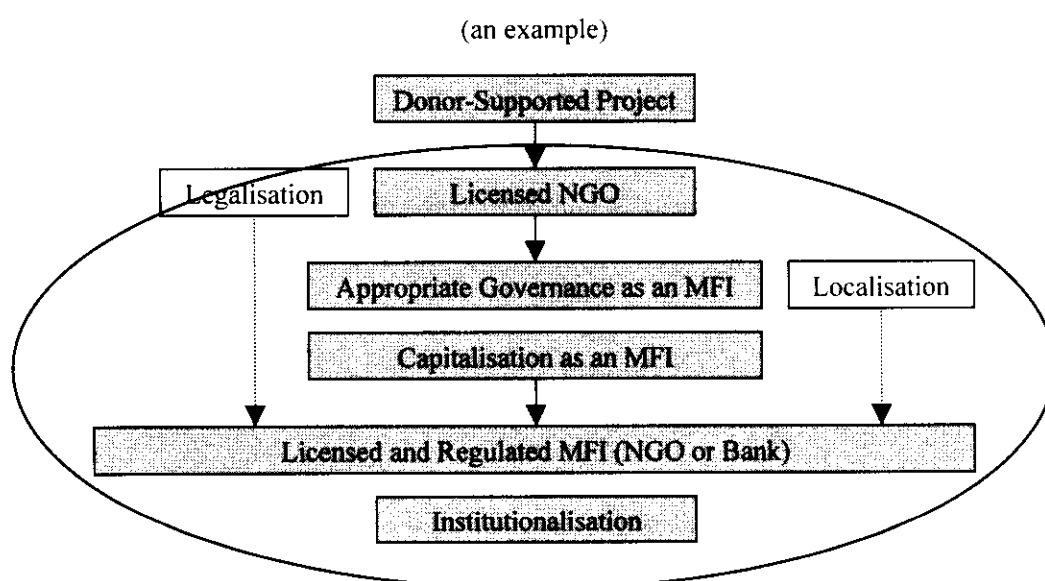 (an example)
Donor-Supported Project
Legalisation
Licensed NGO
Appropriate Governance as an MFI
Localisation
Capitalisation as an MFI
Licensed and Regulated MFI (NGO or Bank)
Institutionalisation